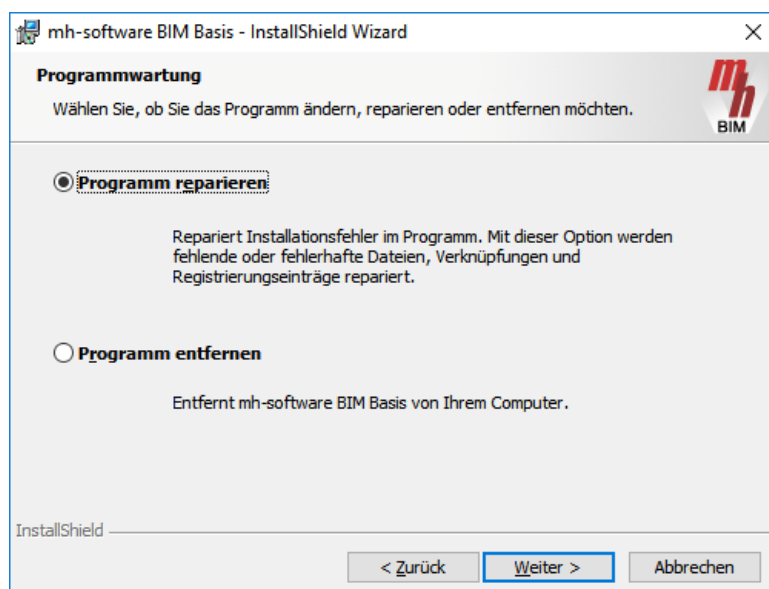 mh-software BIM Basis - InstallShield Wizard
Programmwartung
Wählen Sie, ob Sie das Programm ändern, reparieren oder entfernen möchten.
mh
BIM
Programm reparieren
Repariert Installationsfehler im Programm. Mit dieser Option werden
fehlende oder fehlerhafte Dateien, Verknüpfungen und
Registrierungseinträge repariert.
Programm entfernen
Entfernt mh-software BIM Basis von Ihrem Computer.
InstallShield
< Zurück
Weiter >
Abbrechen